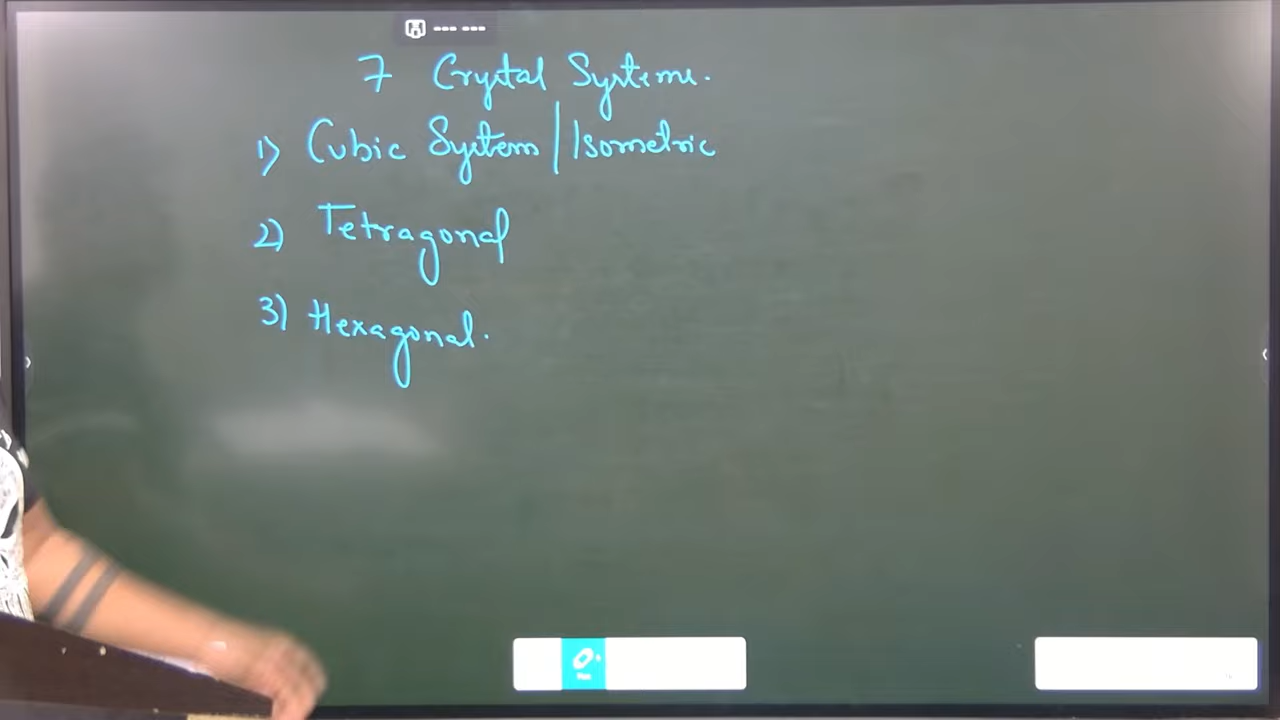 7 Crystal Systems.
1) Cubic System / Isometric
2) Tetragonal
3) Hexagonal.